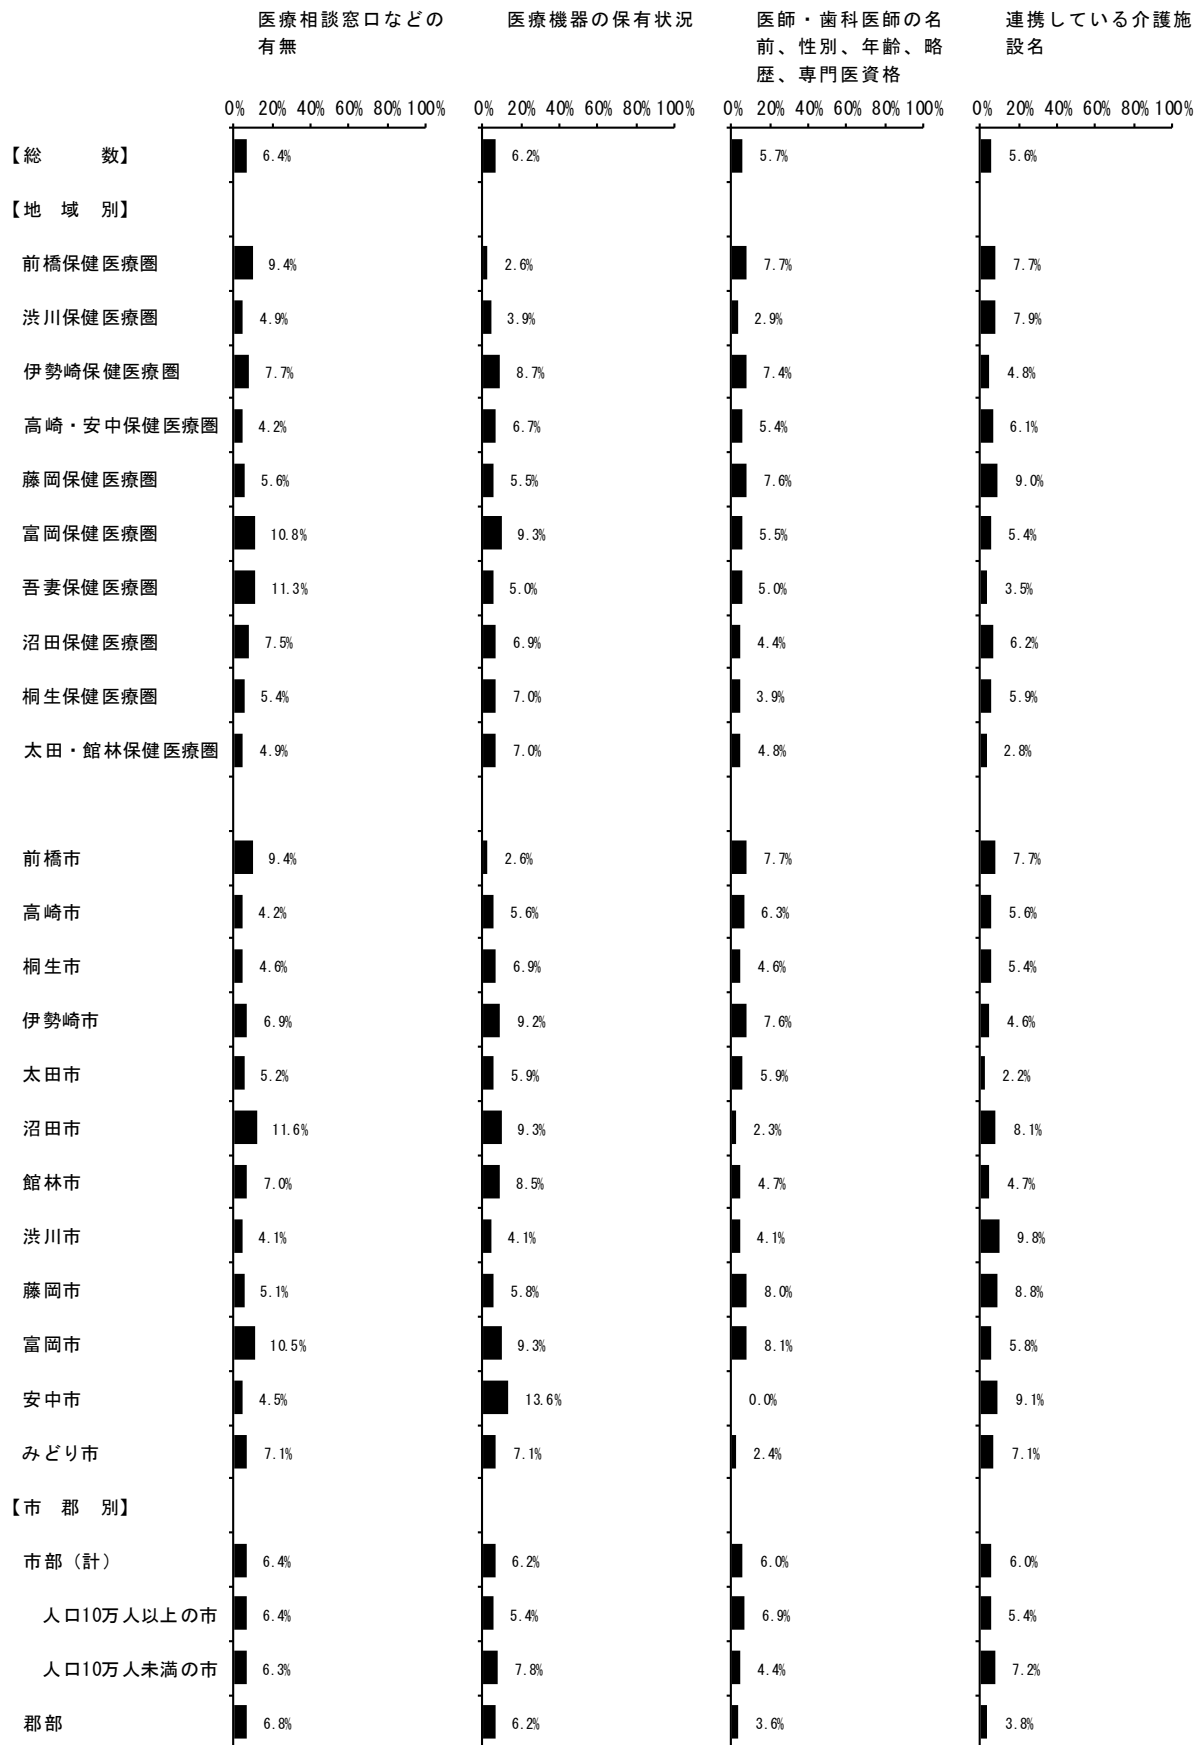 医療相談窓口などの
有無
医療機器の保有状況
医師・歯科医師の名
前、性別、年齢、略
歴、専門医資格
連携している介護施
設名
0% 20% 40% 60% 80% 100% 0% 20% 40% 60% 80% 100% 0% 20% 40% 60% 80% 100% 0% 20% 40% 60% 80% 100%
【総　　数】 6.4% 6.2% 5.7% 5.6%
【地　域　別】
前橋保健医療圏 9.4% 2.6% 7.7% 7.7%
渋川保健医療圏 4.9% 3.9% 2.9% 7.9%
伊勢崎保健医療圏 7.7% 8.7% 7.4% 4.8%
高崎・安中保健医療圏 4.2% 6.7% 5.4% 6.1%
藤岡保健医療圏 5.6% 5.5% 7.6% 9.0%
富岡保健医療圏 10.8% 9.3% 5.5% 5.4%
吾妻保健医療圏 11.3% 5.0% 5.0% 3.5%
沼田保健医療圏 7.5% 6.9% 4.4% 6.2%
桐生保健医療圏 5.4% 7.0% 3.9% 5.9%
太田・館林保健医療圏 4.9% 7.0% 4.8% 2.8%
前橋市 9.4% 2.6% 7.7% 7.7%
高崎市 4.2% 5.6% 6.3% 5.6%
桐生市 4.6% 6.9% 4.6% 5.4%
伊勢崎市 6.9% 9.2% 7.6% 4.6%
太田市 5.2% 5.9% 5.9% 2.2%
沼田市 11.6% 9.3% 2.3% 8.1%
館林市 7.0% 8.5% 4.7% 4.7%
渋川市 4.1% 4.1% 4.1% 9.8%
藤岡市 5.1% 5.8% 8.0% 8.8%
富岡市 10.5% 9.3% 8.1% 5.8%
安中市 4.5% 13.6% 0.0% 9.1%
みどり市 7.1% 7.1% 2.4% 7.1%
【市　郡　別】
市部（計） 6.4% 6.2% 6.0% 6.0%
人口10万人以上の市 6.4% 5.4% 6.9% 5.4%
人口10万人未満の市 6.3% 7.8% 4.4% 7.2%
郡部 6.8% 6.2% 3.6% 3.8%